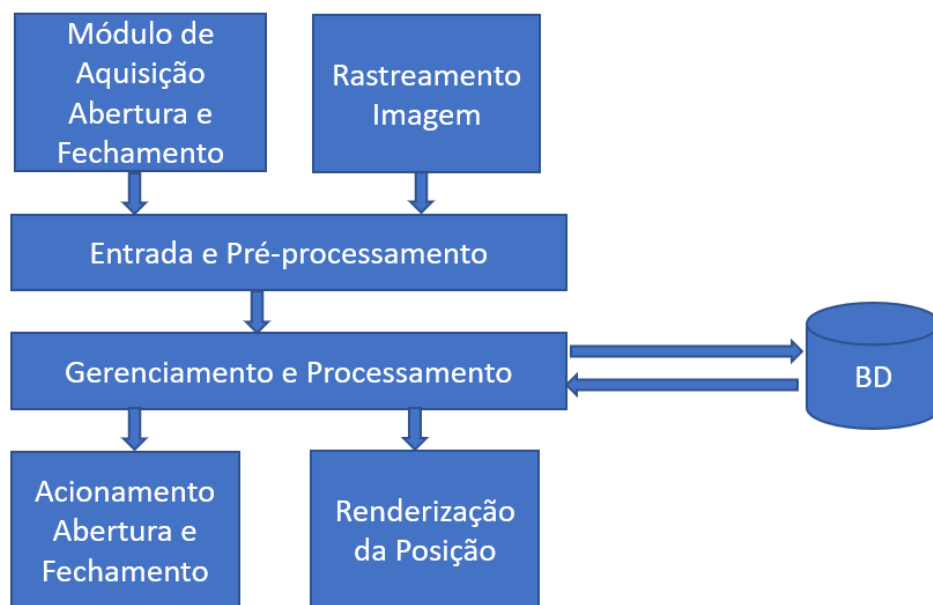 Módulo de
Aquisição
Abertura e
Fechamento
Rastreamento
Imagem
Entrada e Pré-processamento
Gerenciamento e Processamento
BD
Acionamento
Abertura e
Fechamento
Renderização
da Posição